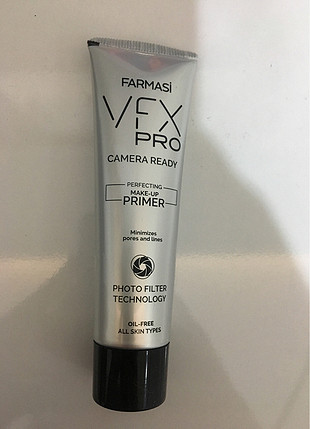 FARMASi
VFX
PRO
CAMERA READY
PERFECTING
MAKE-UP
PRIMER
Minimizes
pores and lines
PHOTO FILTER
TECHNOLOGY
OIL-FREE
ALL SKIN TYPES